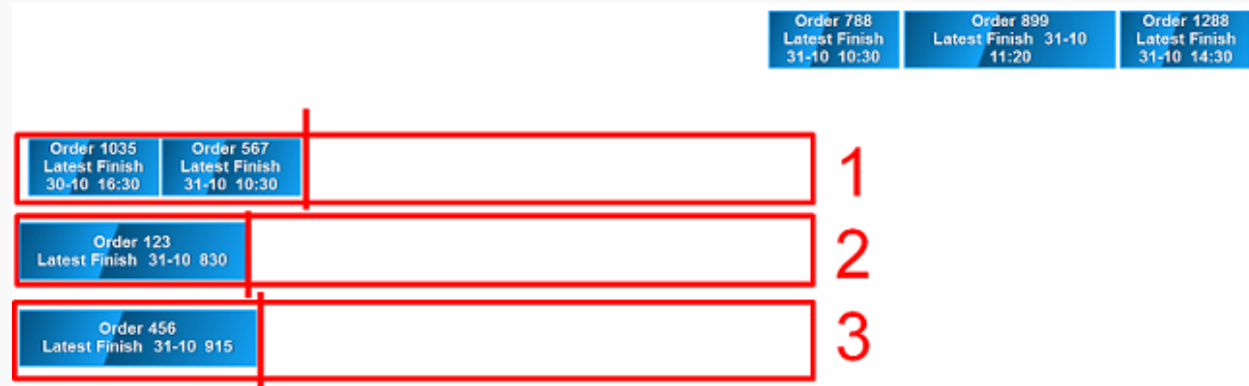 Order 788
Latest Finish
31-10 10:30
Order 899
Latest Finish 31-10
11:20
Order 1288
Latest Finish
31-10 14:30
Order 1035
Latest Finish
30-10 16:30
Order 567
Latest Finish
31-10 10:30
1
Order 123
Latest Finish 31-10 830
2
Order 456
Latest Finish 31-10 915
3